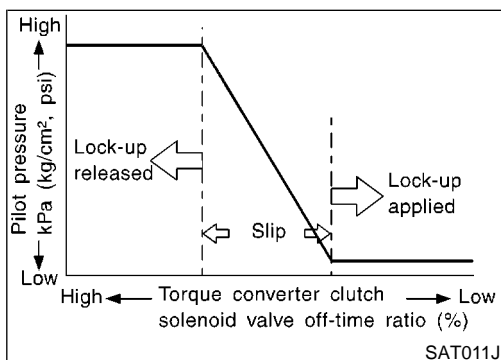 High
Pilot pressure
kPa (kg/cm², psi)
Low
Lock-up
released
Lock-up
applied
Slip
High
Torque converter clutch
solenoid valve off-time ratio (%)
Low
SAT011J